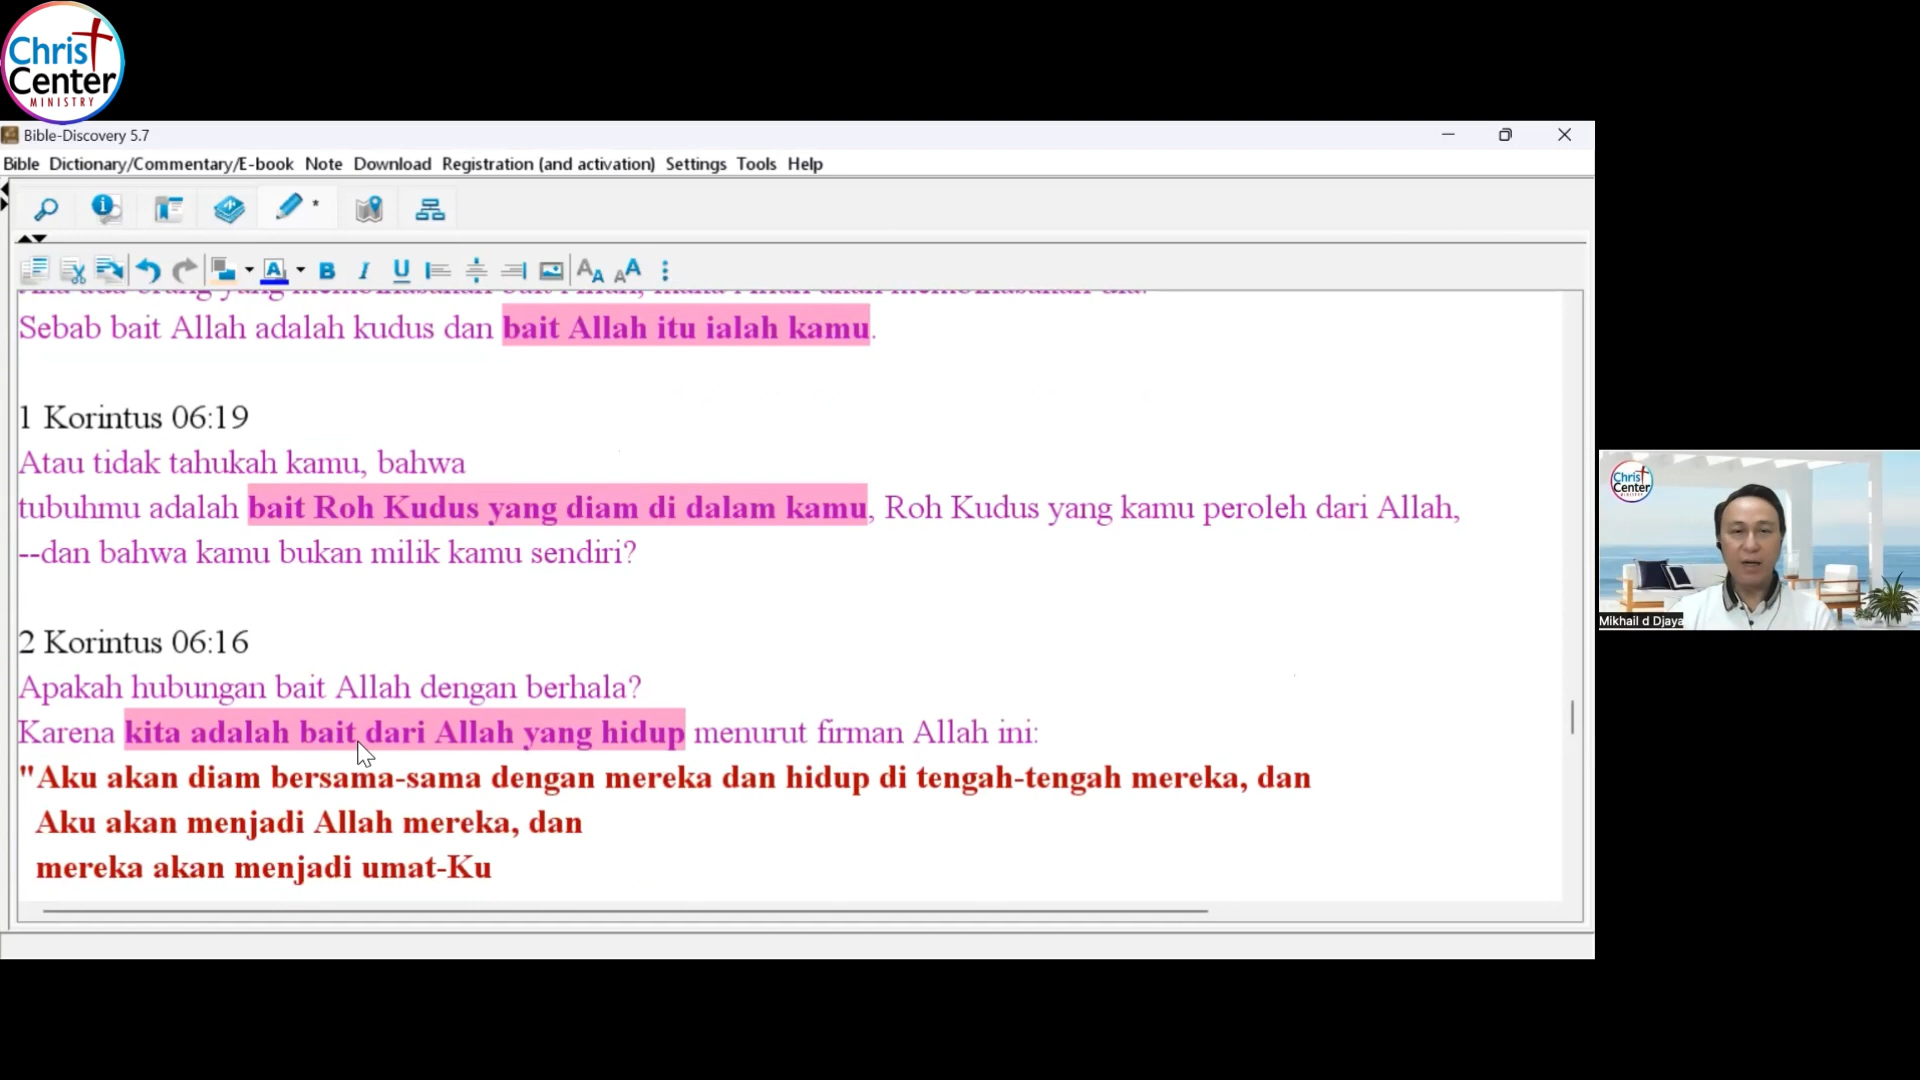 Christ
Center
MINISTRY
Bible-Discovery 5.7
Bible Dictionary/Commentary/E-book Note Download Registration (and activation) Settings Tools Help
Sebab bait Allah adalah kudus dan bait Allah itu ialah kamu.
1 Korintus 06:19
Atau tidak tahukah kamu, bahwa
tubuhmu adalah bait Roh Kudus yang diam di dalam kamu, Roh Kudus yang kamu peroleh dari Allah,
--dan bahwa kamu bukan milik kamu sendiri?
2 Korintus 06:16
Apakah hubungan bait Allah dengan berhala?
Karena kita adalah bait dari Allah yang hidup menurut firman Allah ini:
"Aku akan diam bersama-sama dengan mereka dan hidup di tengah-tengah mereka, dan
Aku akan menjadi Allah mereka, dan
mereka akan menjadi umat-Ku
Christ
Center
Mikhail d Djaya